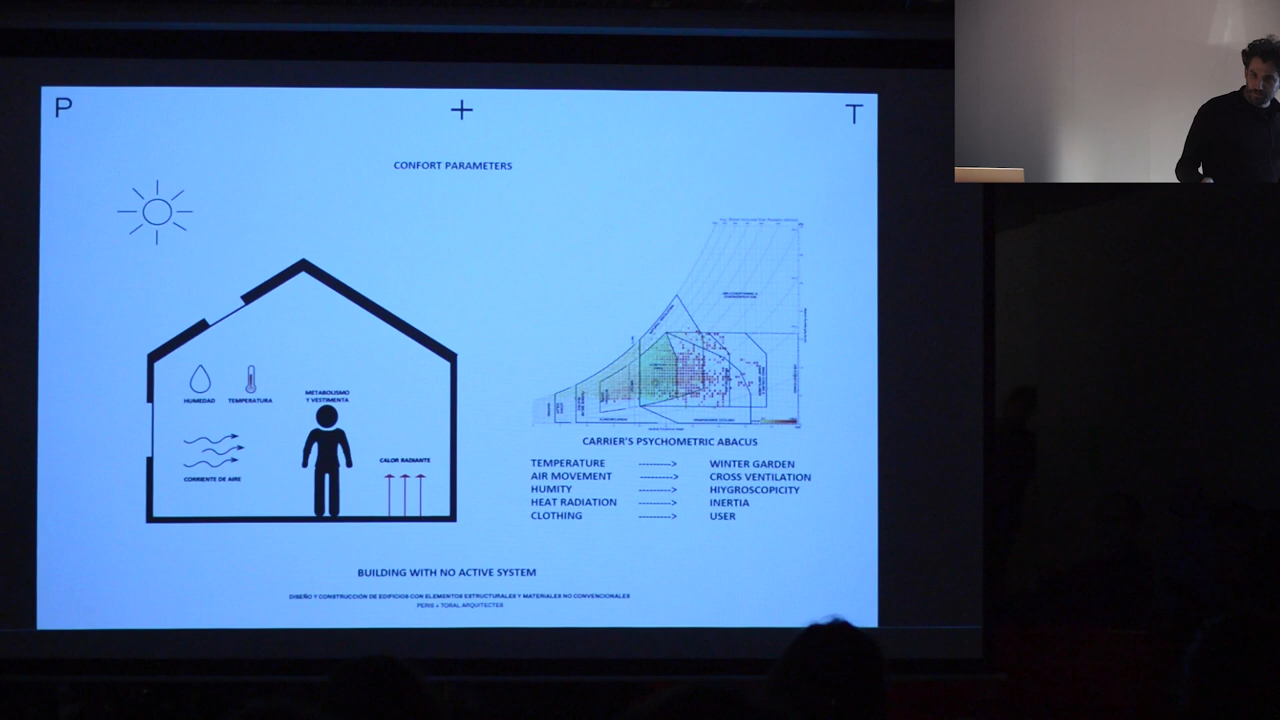 P + T
CONFORT PARAMETERS
HUMEDAD
TEMPERATURA
METABOLISMO
Y VESTIMENTA
CORRIENTE DE AIRE
CALOR RADIANTE
CARRIER'S PSYCHOMETRIC ABACUS
TEMPERATURE --------> WINTER GARDEN
AIR MOVEMENT --------> CROSS VENTILATION
HUMITY --------> HIYGROSCOPICITY
HEAT RADIATION --------> INERTIA
CLOTHING --------> USER
BUILDING WITH NO ACTIVE SYSTEM
DISEÑO Y CONSTRUCCIÓN DE EDIFICIOS CON ELEMENTOS ESTRUCTURALES Y MATERIALES NO CONVENCIONALES
PERIS + TORAL ARQUITECTES